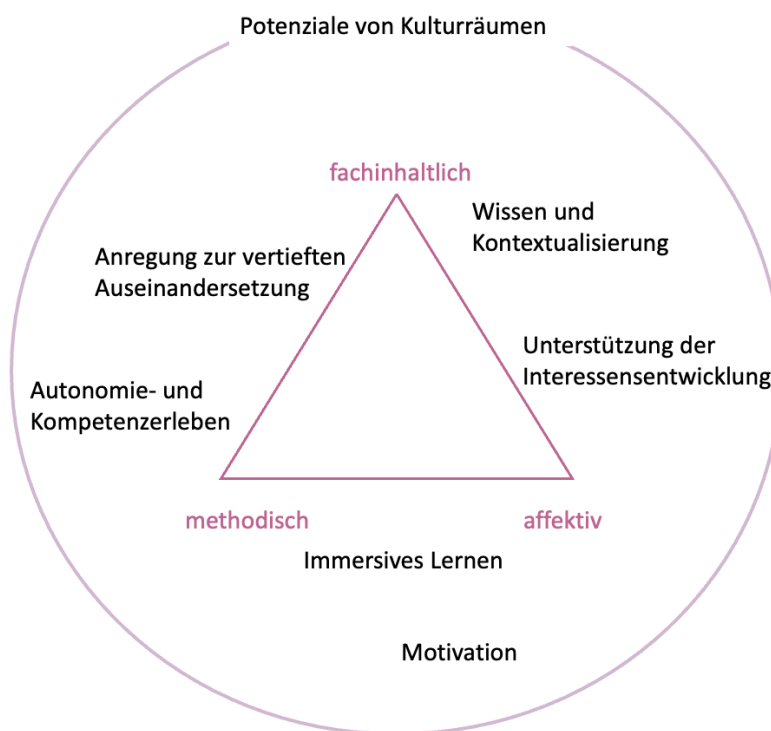 Potenziale von Kulturräumen
fachinhaltlich
Wissen und
Kontextualisierung
Anregung zur vertieften
Auseinandersetzung
Unterstützung der
Interessensentwicklung
Autonomie- und
Kompetenzerleben
methodisch
affektiv
Immersives Lernen
Motivation